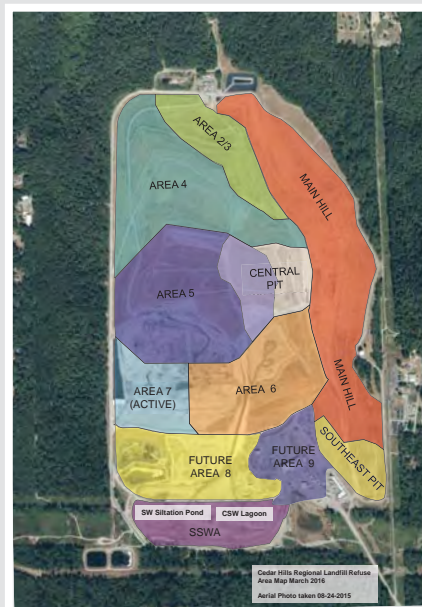 AREA 2/3
MAIN HILL
AREA 4
CENTRAL
PIT
AREA 5
MAIN HILL
AREA 7
(ACTIVE)
AREA 6
SOUTHEAST PIT
FUTURE
AREA 8
FUTURE
AREA 9
SW Siltation Pond
CSW Lagoon
SSWA
Cedar Hills Regional Landfill Refuse
Area Map March 2016
Aerial Photo taken 08-24-2015